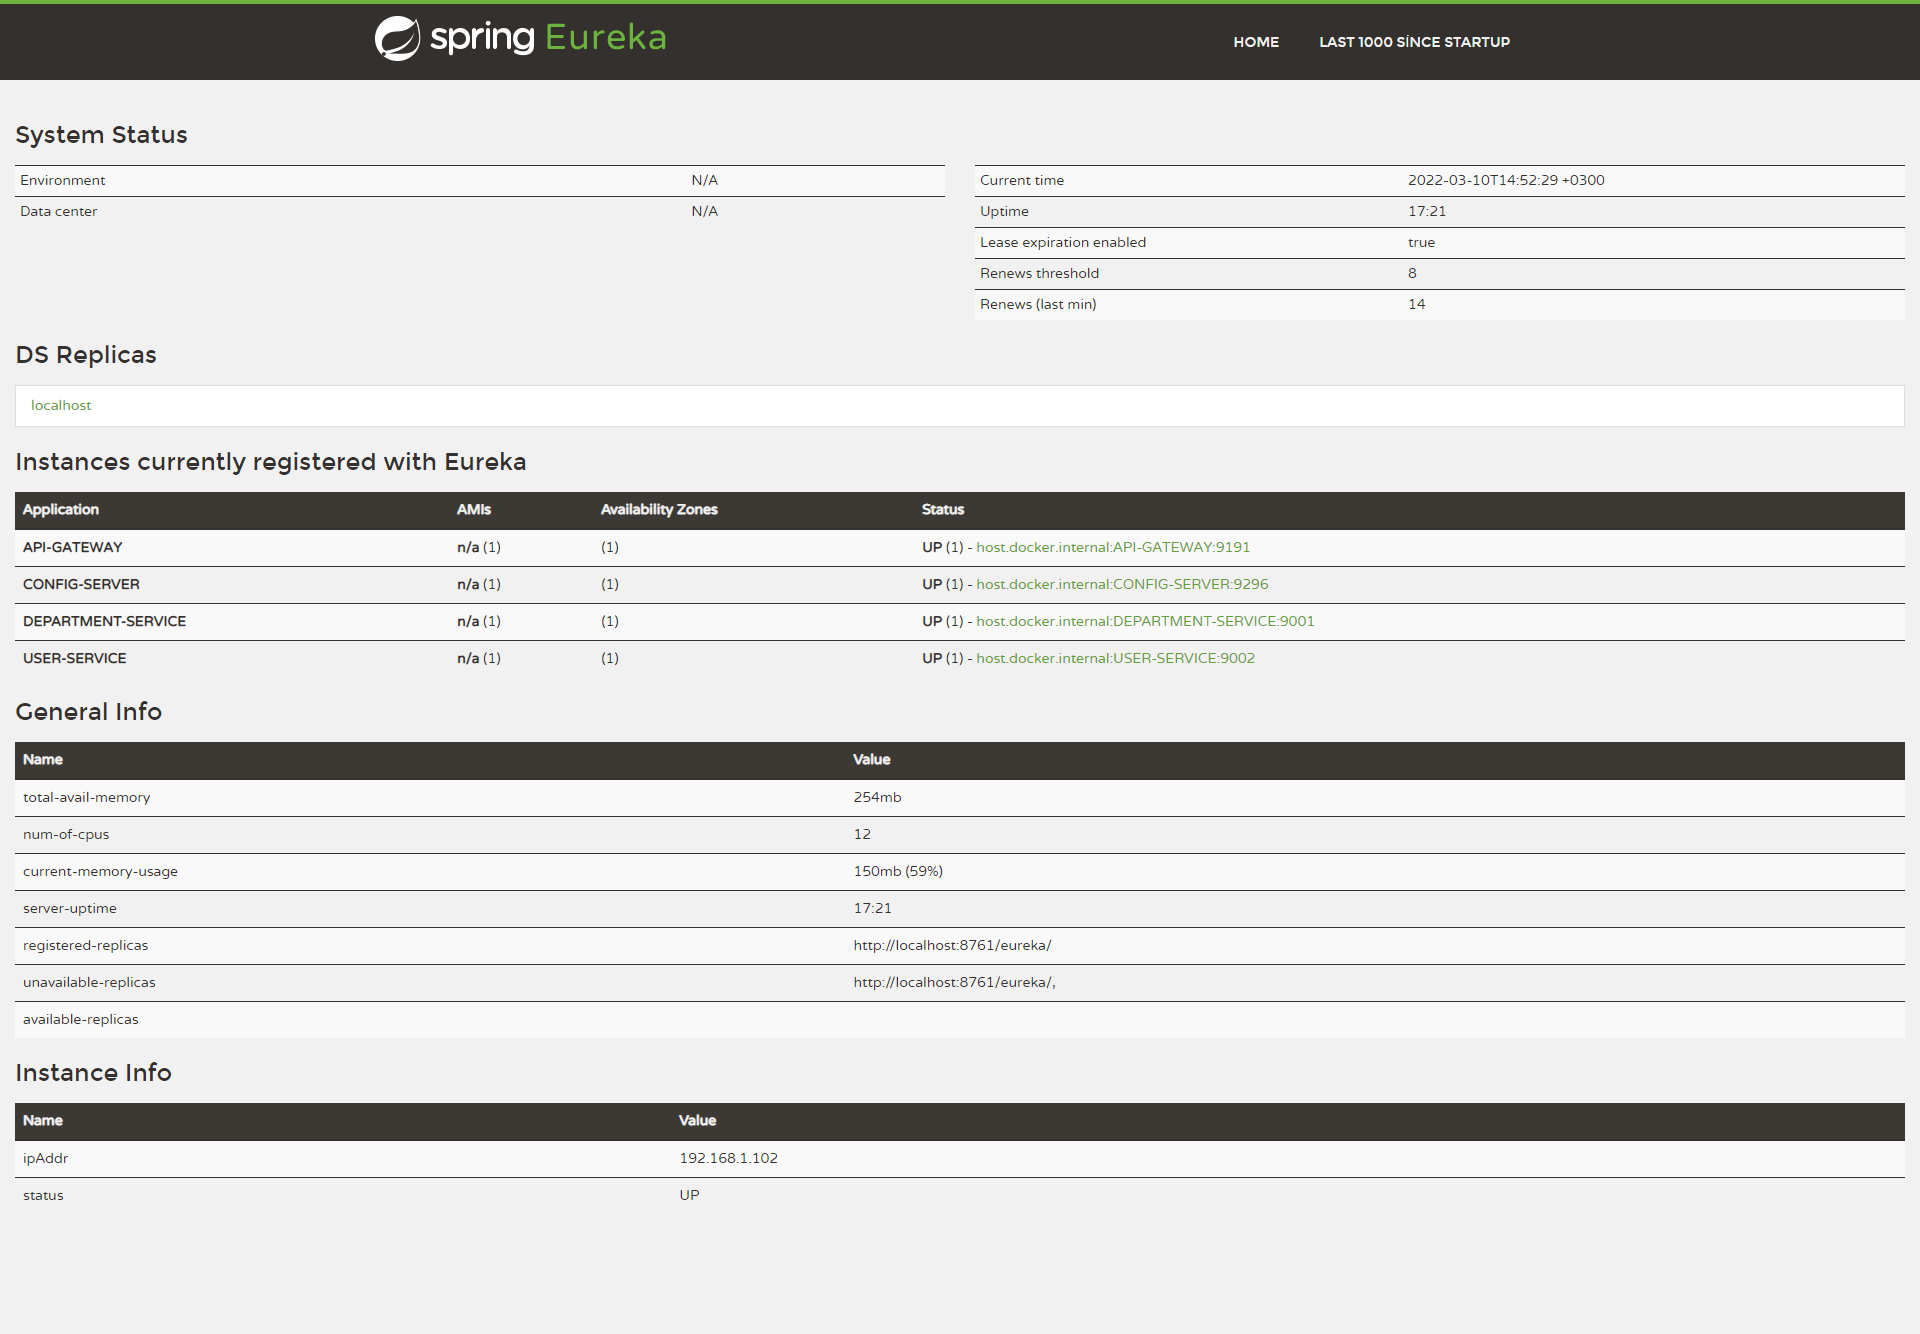 spring Eureka
HOME LAST 1000 SİNCE STARTUP
System Status
Environment N/A
Data center N/A
Current time 2022-03-10T14:52:29 +0300
Uptime 17:21
Lease expiration enabled true
Renews threshold 8
Renews (last min) 14
DS Replicas
localhost
Instances currently registered with Eureka
Application AMIs Availability Zones Status
API-GATEWAY n/a (1) (1) UP (1) - host.docker.internal:API-GATEWAY:9191
CONFIG-SERVER n/a (1) (1) UP (1) - host.docker.internal:CONFIG-SERVER:9296
DEPARTMENT-SERVICE n/a (1) (1) UP (1) - host.docker.internal:DEPARTMENT-SERVICE:9001
USER-SERVICE n/a (1) (1) UP (1) - host.docker.internal:USER-SERVICE:9002
General Info
Name Value
total-avail-memory 254mb
num-of-cpus 12
current-memory-usage 150mb (59%)
server-uptime 17:21
registered-replicas http://localhost:8761/eureka/
unavailable-replicas http://localhost:8761/eureka/,
available-replicas
Instance Info
Name Value
ipAddr 192.168.1.102
status UP